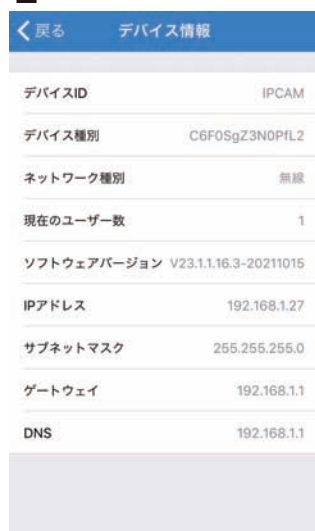 戻る デバイス情報
デバイスID IPCAM
デバイス種別 C6F0SgZ3N0PfL2
ネットワーク種別 無線
現在のユーザー数 1
ソフトウェアバージョン V23.1.1.16.3-20211015
IPアドレス 192.168.1.27
サブネットマスク 255.255.255.0
ゲートウェイ 192.168.1.1
DNS 192.168.1.1